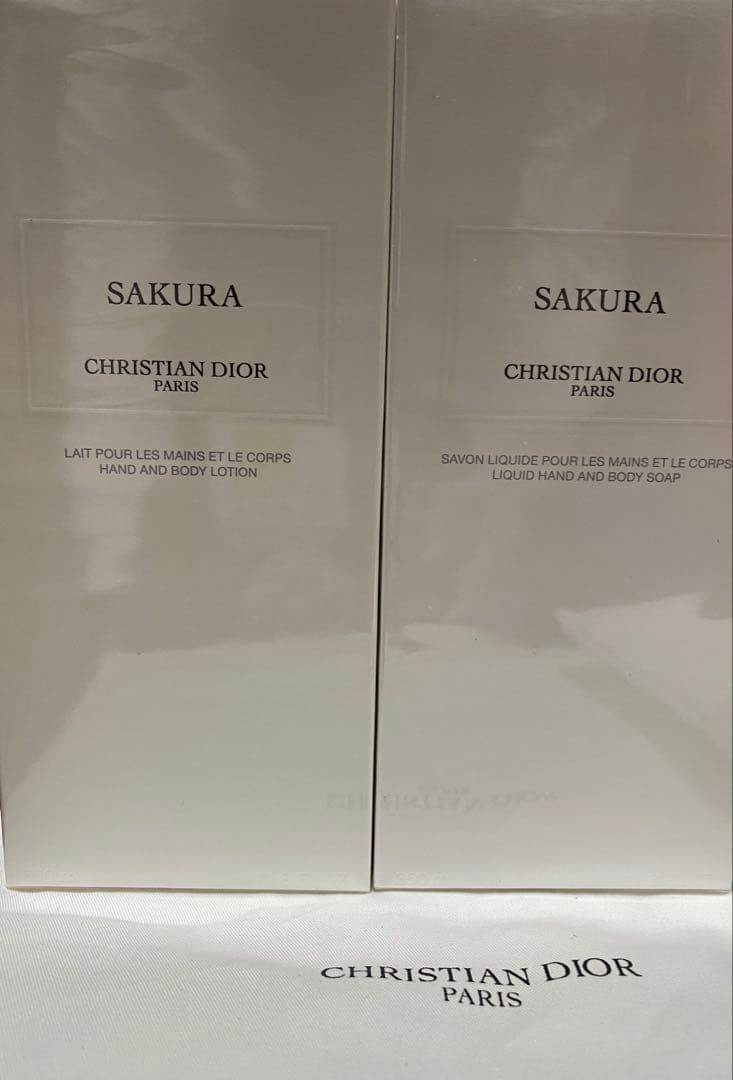 SAKURA
CHRISTIAN DIOR
PARIS
LAIT POUR LES MAINS ET LE CORPS
HAND AND BODY LOTION
SAKURA
CHRISTIAN DIOR
PARIS
SAVON LIQUIDE POUR LES MAINS ET LE CORPS
LIQUID HAND AND BODY SOAP
CHRISTIAN DIOR
PARIS